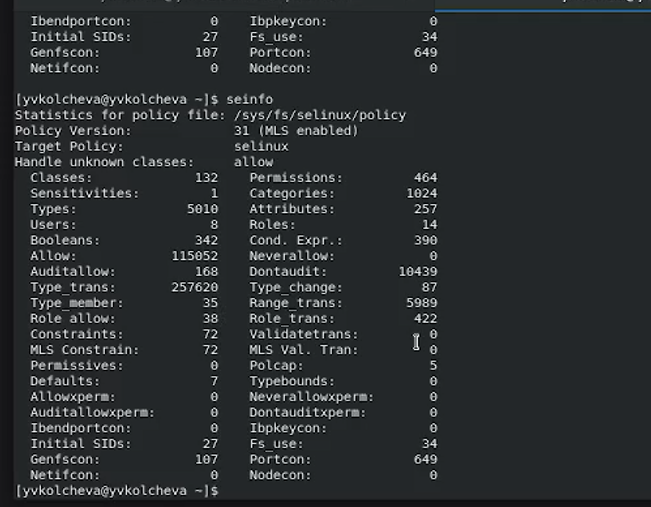 Ibendportcon: 0 Ibpkeycon: 0
Initial SIDs: 27 Fs_use: 34
Genfscon: 107 Portcon: 649
Netifcon: 0 Nodecon: 0
[yvkolcheva@yvkolcheva ~]$ seinfo
Statistics for policy file: /sys/fs/selinux/policy
Policy Version: 31 (MLS enabled)
Target Policy: selinux
Handle unknown classes: allow
Classes: 132 Permissions: 464
Sensitivities: 1 Categories: 1024
Types: 5010 Attributes: 257
Users: 8 Roles: 14
Booleans: 342 Cond. Expr.: 390
Allow: 115052 Neverallow: 0
Auditallow: 168 Dontaudit: 10439
Type_trans: 257620 Type_change: 87
Type_member: 35 Range_trans: 5989
Role allow: 38 Role_trans: 422
Constraints: 72 Validatetrans: 0
MLS Constrain: 72 MLS Val. Tran: 0
Permissives: 0 Polcap: 5
Defaults: 7 Typebounds: 0
Allowxperm: 0 Neverallowxperm: 0
Auditallowxperm: 0 Dontauditxperm: 0
Ibendportcon: 0 Ibpkeycon: 0
Initial SIDs: 27 Fs_use: 34
Genfscon: 107 Portcon: 649
Netifcon: 0 Nodecon: 0
[yvkolcheva@yvkolcheva ~]$